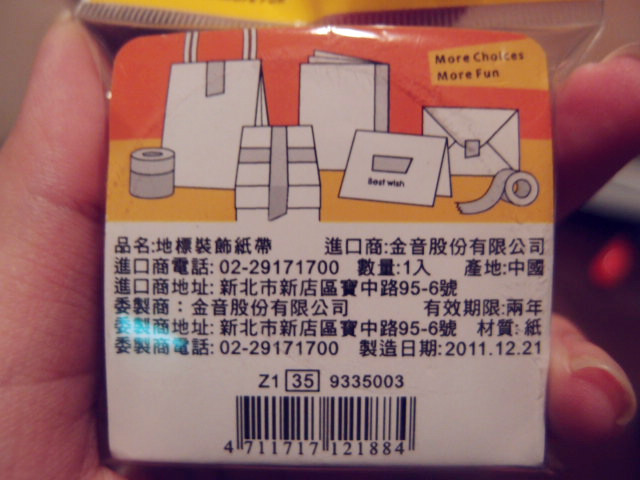 More Choices
More Fun
Best wish
品名:地標裝飾紙帶 進口商:金音股份有限公司
進口商電話: 02-29171700 數量:1入 產地:中國
進口商地址: 新北市新店區寶中路95-6號
委製商：金音股份有限公司 有效期限:兩年
委製商地址: 新北市新店區寶中路95-6號 材質: 紙
委製商電話: 02-29171700 製造日期:2011.12.21
Z1 35 9335003
4 711717 121884